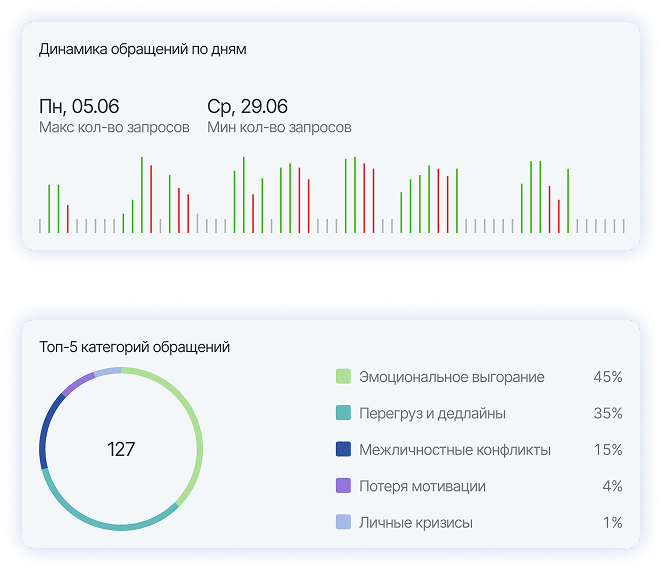 Динамика обращений по дням
Пн, 05.06 Ср, 29.06
Макс кол-во запросов Мин кол-во запросов
Топ-5 категорий обращений
127
Эмоциональное выгорание 45%
Перегруз и дедлайны 35%
Межличностные конфликты 15%
Потеря мотивации 4%
Личные кризисы 1%